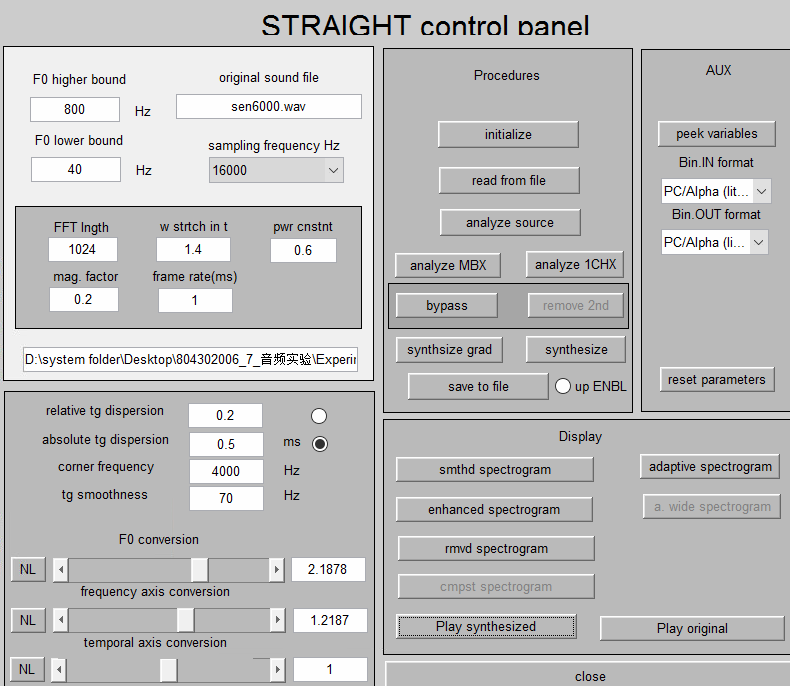 STRAIGHT control panel
F0 higher bound
800 Hz
original sound file
sen6000.wav
F0 lower bound
40 Hz
sampling frequency Hz
16000
FFT lngth
1024
w strtch in t
1.4
pwr cnstnt
0.6
mag. factor
0.2
frame rate(ms)
1
D:\system folder\Desktop\804302006_7_音频实验\Experin
relative tg dispersion 0.2
absolute tg dispersion 0.5 ms
corner frequency 4000 Hz
tg smoothness 70 Hz
F0 conversion
NL 2.1878
frequency axis conversion
NL 1.2187
temporal axis conversion
NL 1
Procedures
initialize
read from file
analyze source
analyze MBX
analyze 1CHX
bypass
remove 2nd
synthsize grad
synthesize
save to file
up ENBL
AUX
peek variables
Bin.IN format
PC/Alpha (lit...
Bin.OUT format
PC/Alpha (li...
reset parameters
Display
smthd spectrogram
adaptive spectrogram
enhanced spectrogram
a. wide spectrogram
rmvd spectrogram
cmpst spectrogram
Play synthesized
Play original
close